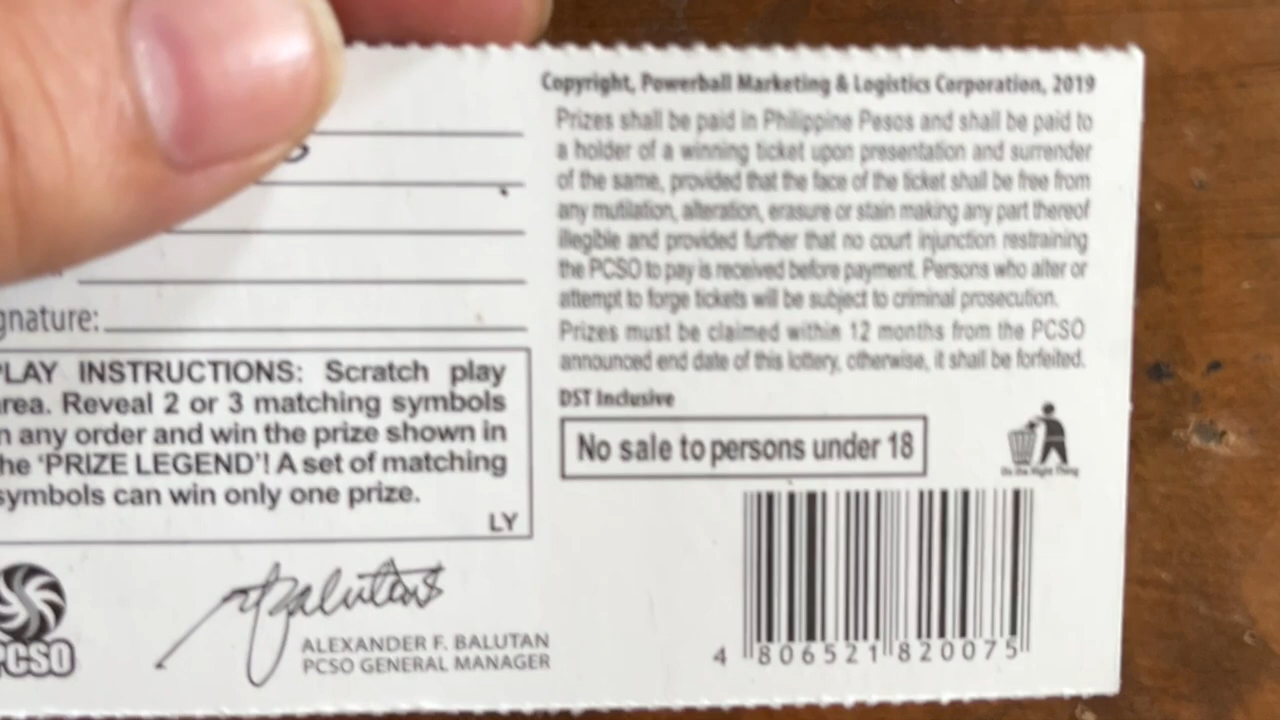 Copyright, Powerball Marketing & Logistics Corporation, 2019
Prizes shall be paid in Philippine Pesos and shall be paid to
a holder of a winning ticket upon presentation and surrender
of the same, provided that the face of the ticket shall be free from
any mutilation, alteration, erasure or stain making any part thereof
illegible and provided further that no court injunction restraining
the PCSO to pay is received before payment. Persons who alter or
attempt to forge tickets will be subject to criminal prosecution.
Prizes must be claimed within 12 months from the PCSO
announced end date of this lottery, otherwise, it shall be forfeited.
DST Inclusive
No sale to persons under 18
Do the Right Thing
4 806521 820075
gnature:
PLAY INSTRUCTIONS: Scratch play
rea. Reveal 2 or 3 matching symbols
n any order and win the prize shown in
he 'PRIZE LEGEND'! A set of matching
symbols can win only one prize.
LY
PCSO
Balutan
ALEXANDER F. BALUTAN
PCSO GENERAL MANAGER